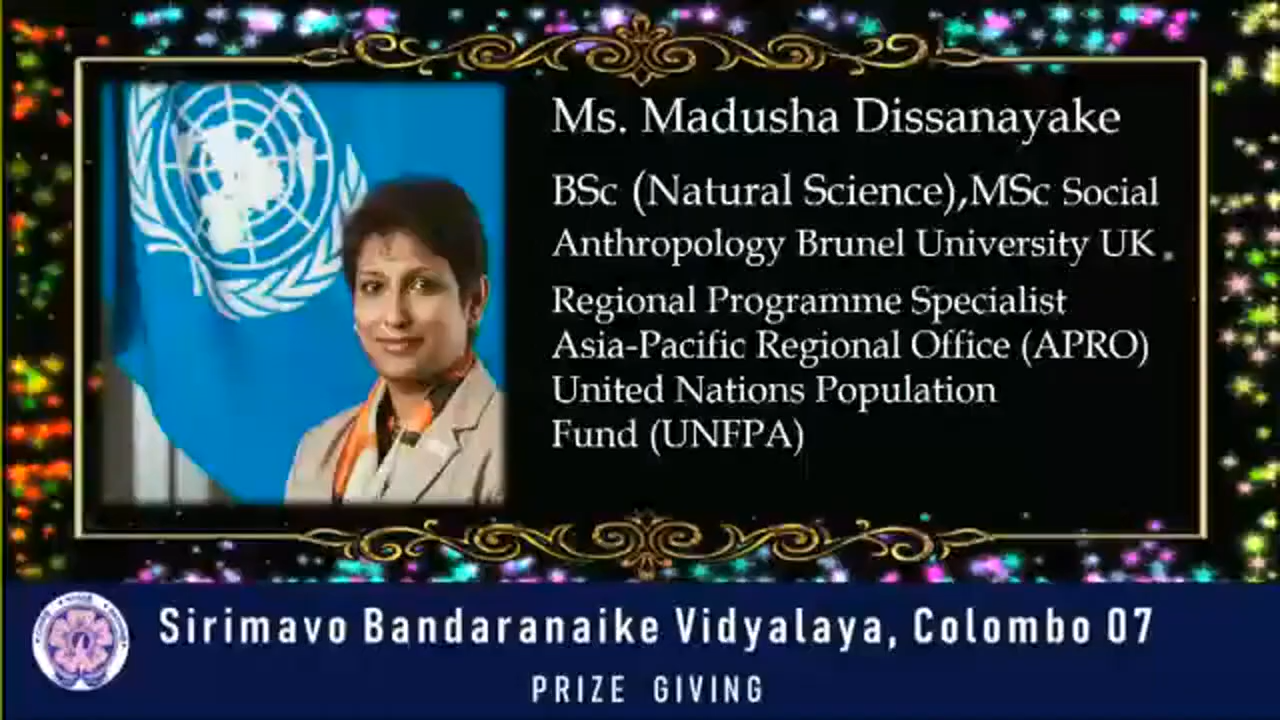 Ms. Madusha Dissanayake
BSc (Natural Science),MSc Social
Anthropology Brunel University UK.
Regional Programme Specialist
Asia-Pacific Regional Office (APRO)
United Nations Population
Fund (UNFPA)
Sirimavo Bandaranaike Vidyalaya, Colombo 07
PRIZE GIVING